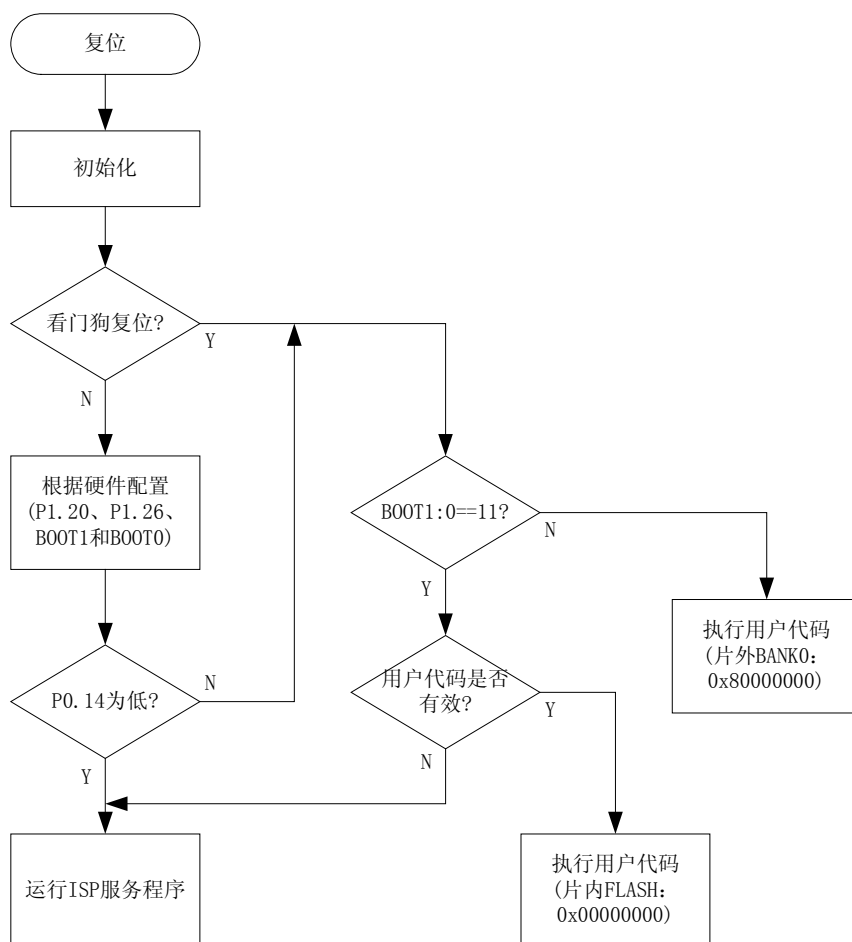 复位
初始化
看门狗复位?
Y
N
根据硬件配置
(P1.20、P1.26、
BOOT1和BOOT0)
BOOT1:0==11?
N
Y
执行用户代码
(片外BANK0：
0x80000000)
P0.14为低?
N
Y
用户代码是否
有效?
Y
N
运行ISP服务程序
执行用户代码
(片内FLASH：
0x00000000)